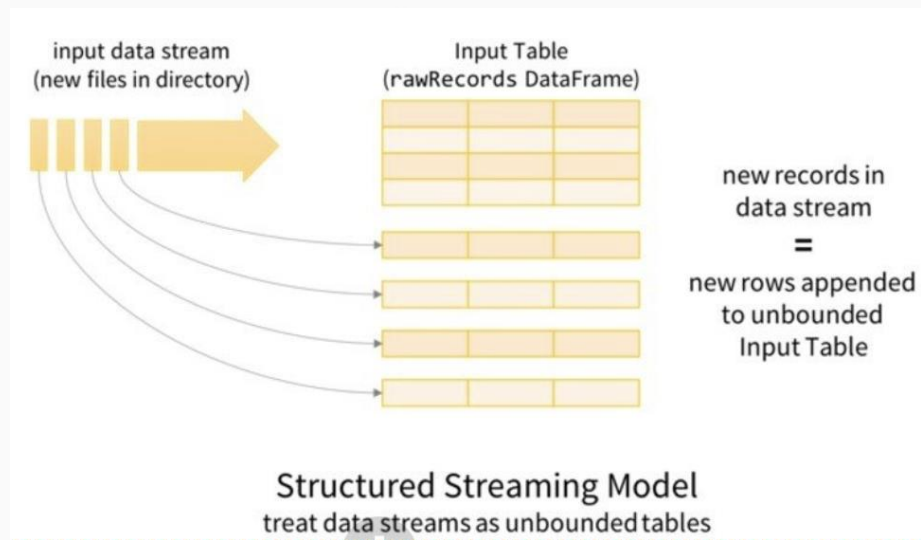 input data stream
(new files in directory)
Input Table
(rawRecords DataFrame)
new records in
data stream
=
new rows appended
to unbounded
Input Table
Structured Streaming Model
treat data streams as unbounded tables